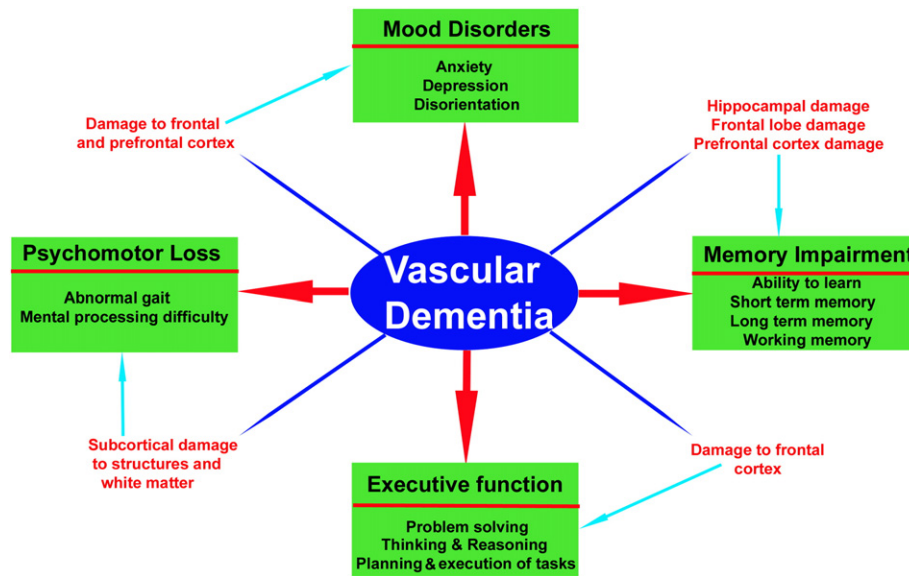 Mood Disorders
Anxiety
Depression
Disorientation
Damage to frontal
and prefrontal cortex
Hippocampal damage
Frontal lobe damage
Prefrontal cortex damage
Psychomotor Loss
Abnormal gait
Mental processing difficulty
Vascular
Dementia
Memory Impairment
Ability to learn
Short term memory
Long term memory
Working memory
Subcortical damage
to structures and
white matter
Damage to frontal
cortex
Executive function
Problem solving
Thinking & Reasoning
Planning & execution of tasks